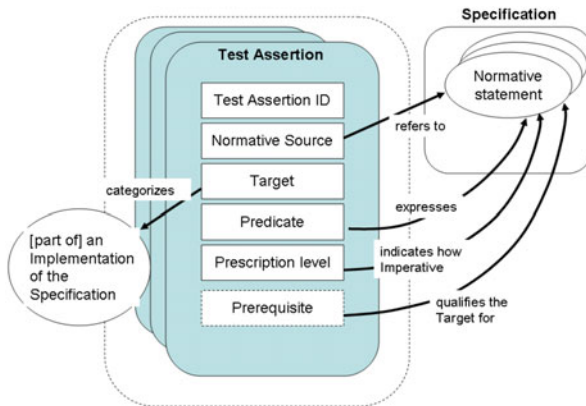 Specification
Test Assertion
Normative
statement
Test Assertion ID
Normative Source
refers to
Target
categorizes
Predicate
expresses
[part of] an
Implementation
of the
Specification
Prescription level
indicates how
Imperative
Prerequisite
qualifies the
Target for